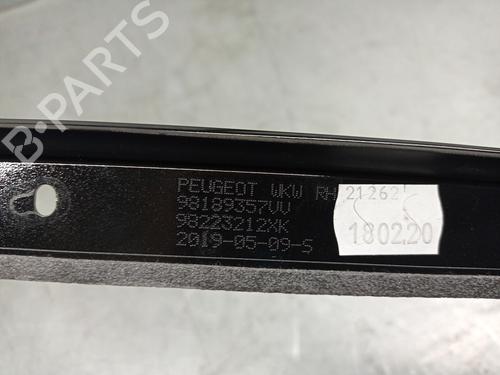 B-PARTS
PEUGEOT WKW RH
98189357VV
98223212XK
2019-05-09-S
21262
180220